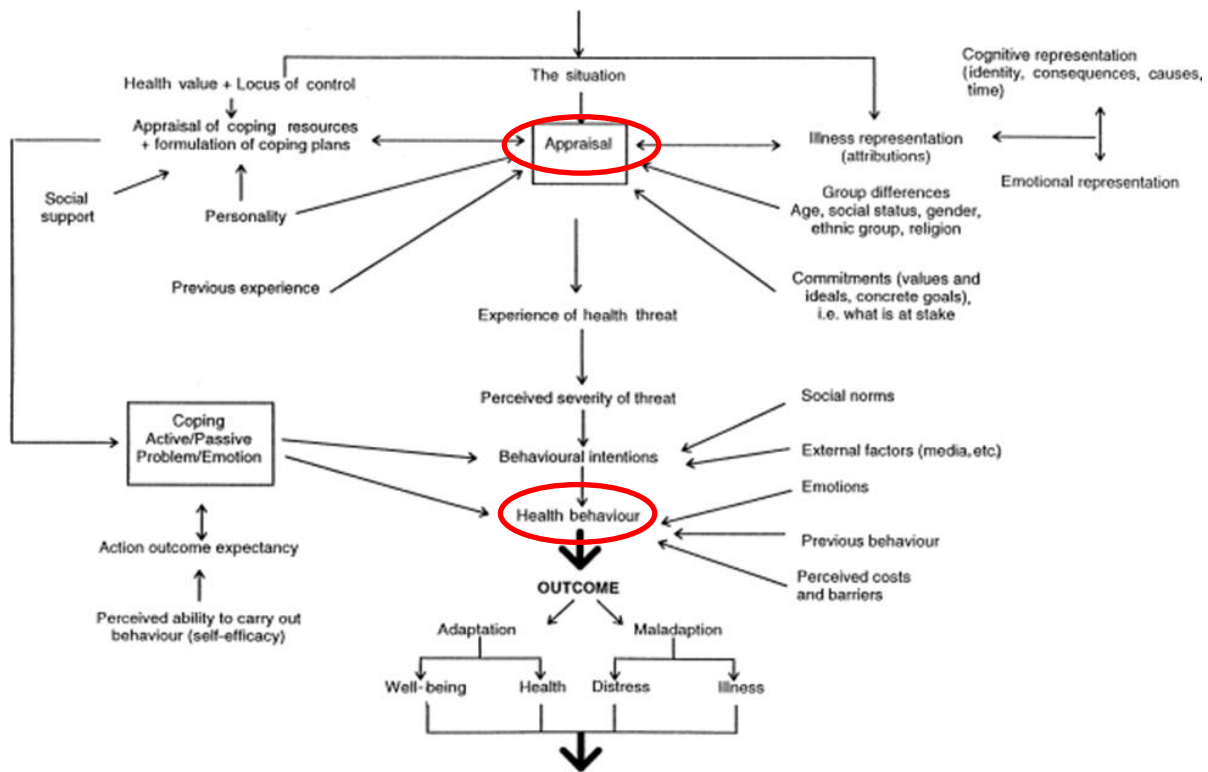 Health value + Locus of control
The situation
Cognitive representation
(identity, consequences, causes,
time)
Appraisal of coping resources
+ formulation of coping plans
Appraisal
Illness representation
(attributions)
Emotional representation
Social
support
Personality
Group differences
Age, social status, gender,
ethnic group, religion
Previous experience
Commitments (values and
ideals, concrete goals),
i.e. what is at stake
Experience of health threat
Perceived severity of threat
Social norms
Coping
Active/Passive
Problem/Emotion
Behavioural intentions
External factors (media, etc)
Emotions
Health behaviour
Previous behaviour
Action outcome expectancy
Perceived costs
and barriers
OUTCOME
Perceived ability to carry out
behaviour (self-efficacy)
Adaptation
Maladaption
Well-being
Health
Distress
Illness